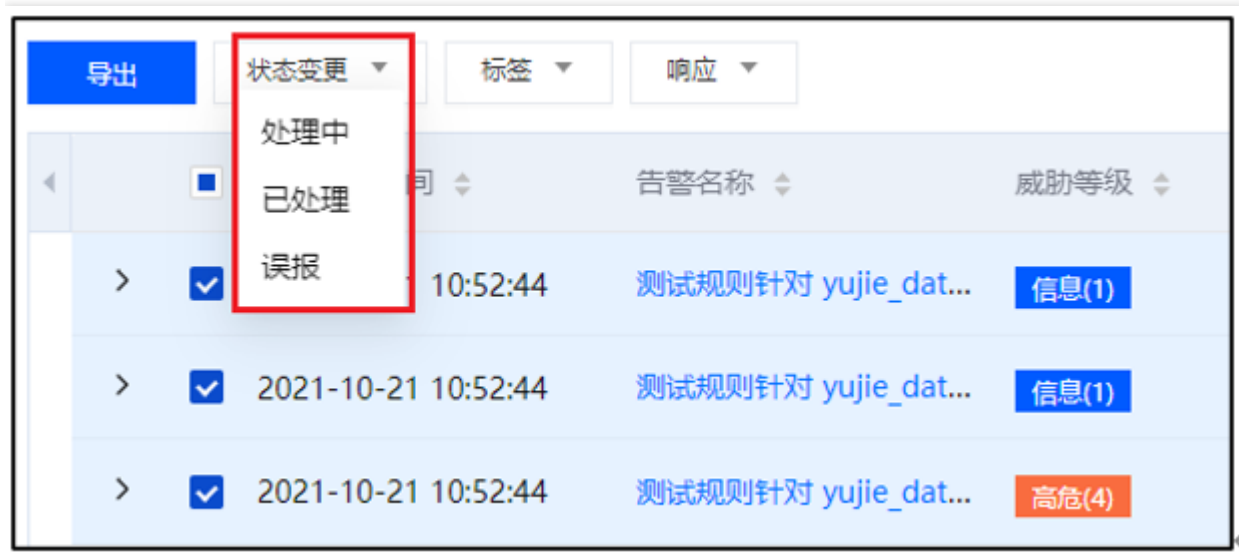 导出 状态变更 标签 响应
处理中
已处理
误报
间 告警名称 威胁等级
10:52:44 测试规则针对 yujie_dat... 信息(1)
2021-10-21 10:52:44 测试规则针对 yujie_dat... 信息(1)
2021-10-21 10:52:44 测试规则针对 yujie_dat... 高危(4)